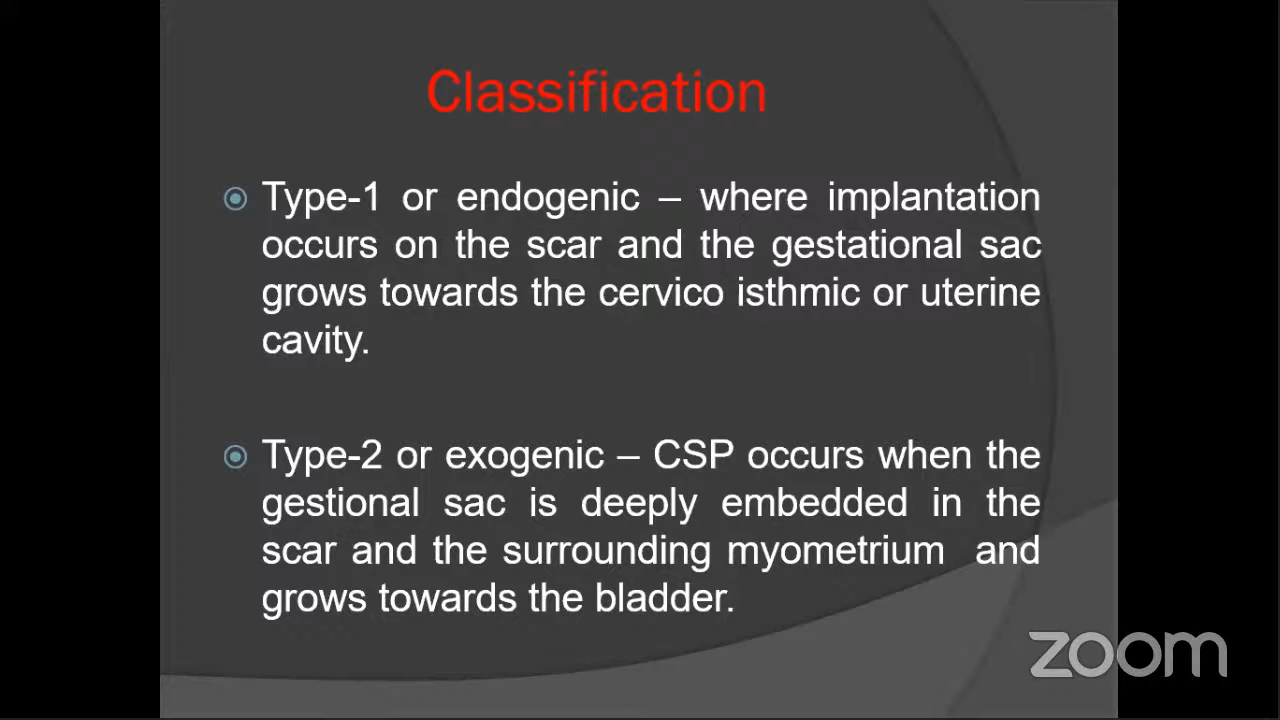 Classification
Type-1 or endogenic – where implantation
occurs on the scar and the gestational sac
grows towards the cervico isthmic or uterine
cavity.
Type-2 or exogenic – CSP occurs when the
gestional sac is deeply embedded in the
scar and the surrounding myometrium and
grows towards the bladder.
zoom